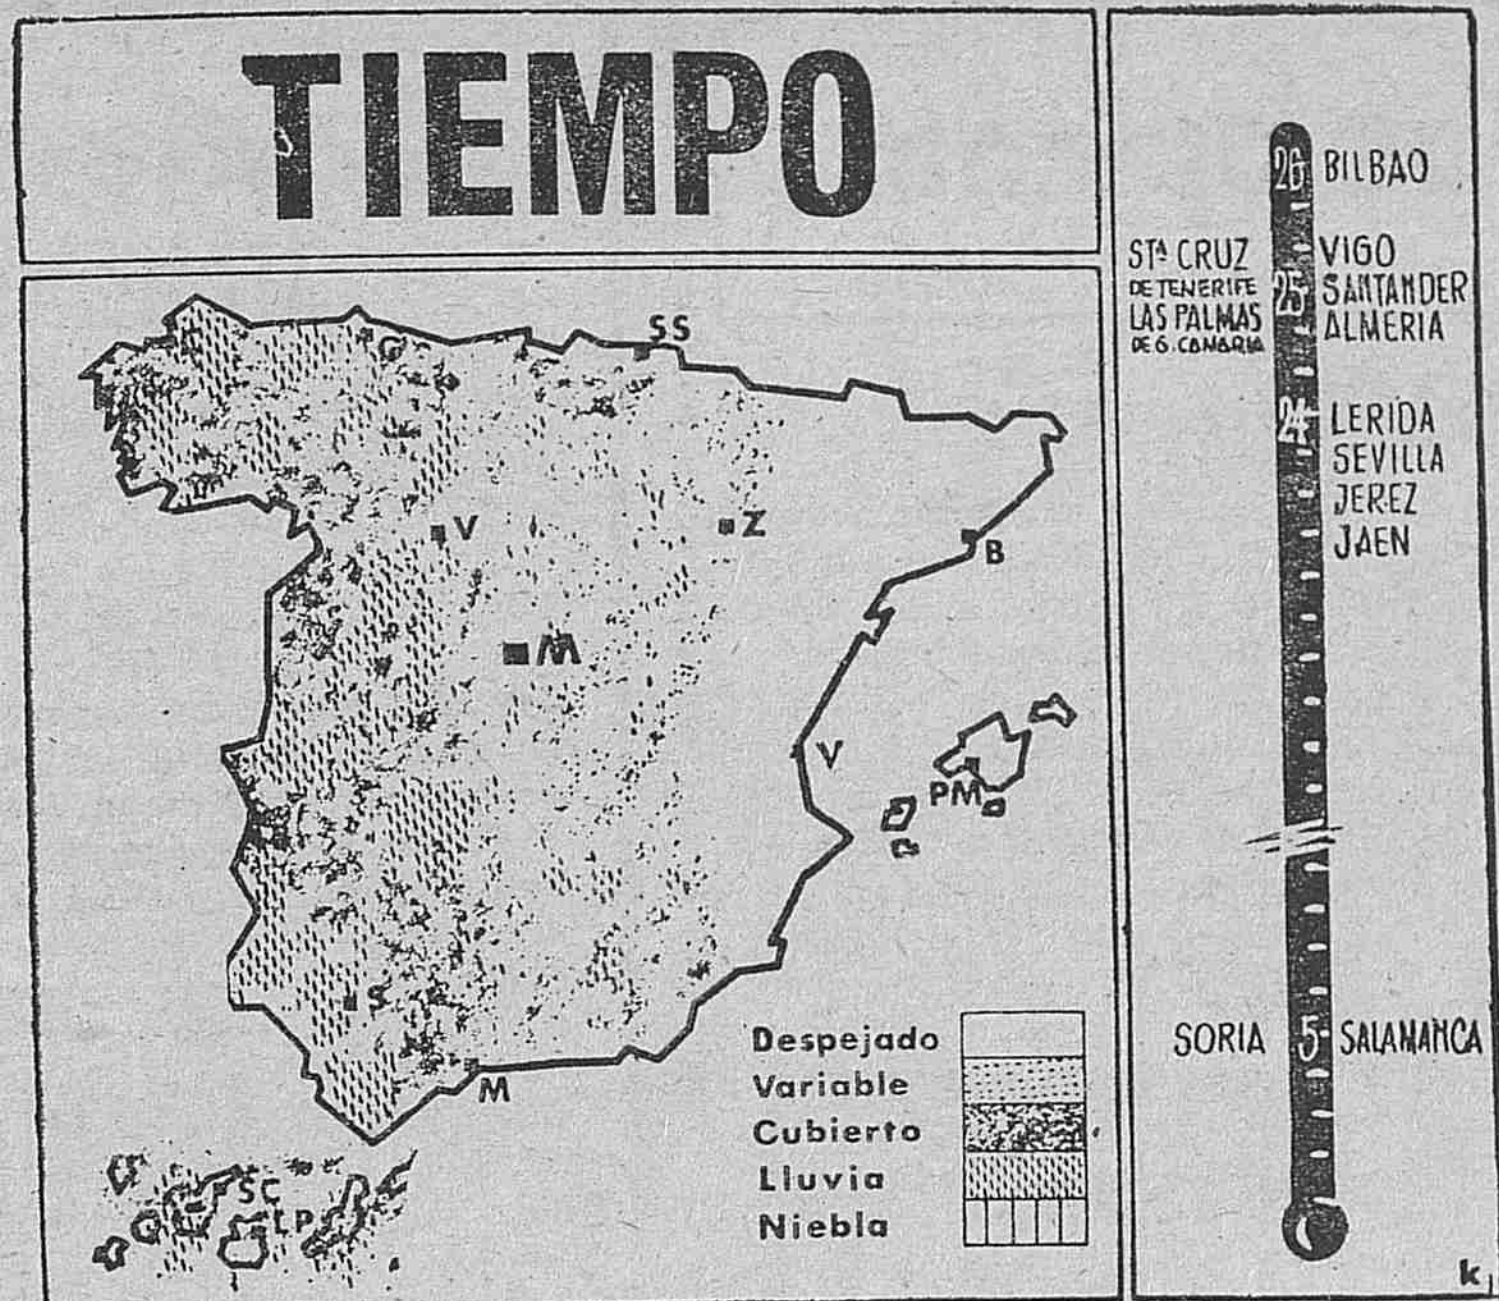 TIEMPO
SS
G
V
Z
B
M
V
PM
S
M
SC
LP
Despejado
Variable
Cubierto
Lluvia
Niebla
26 BILBAO
STª CRUZ
DE TENERIFE
LAS PALMAS
DE G. CANARIA
25
VIGO
SANTANDER
ALMERIA
24 LERIDA
SEVILLA
JEREZ
JAEN
SORIA 5 SALAMANCA
k